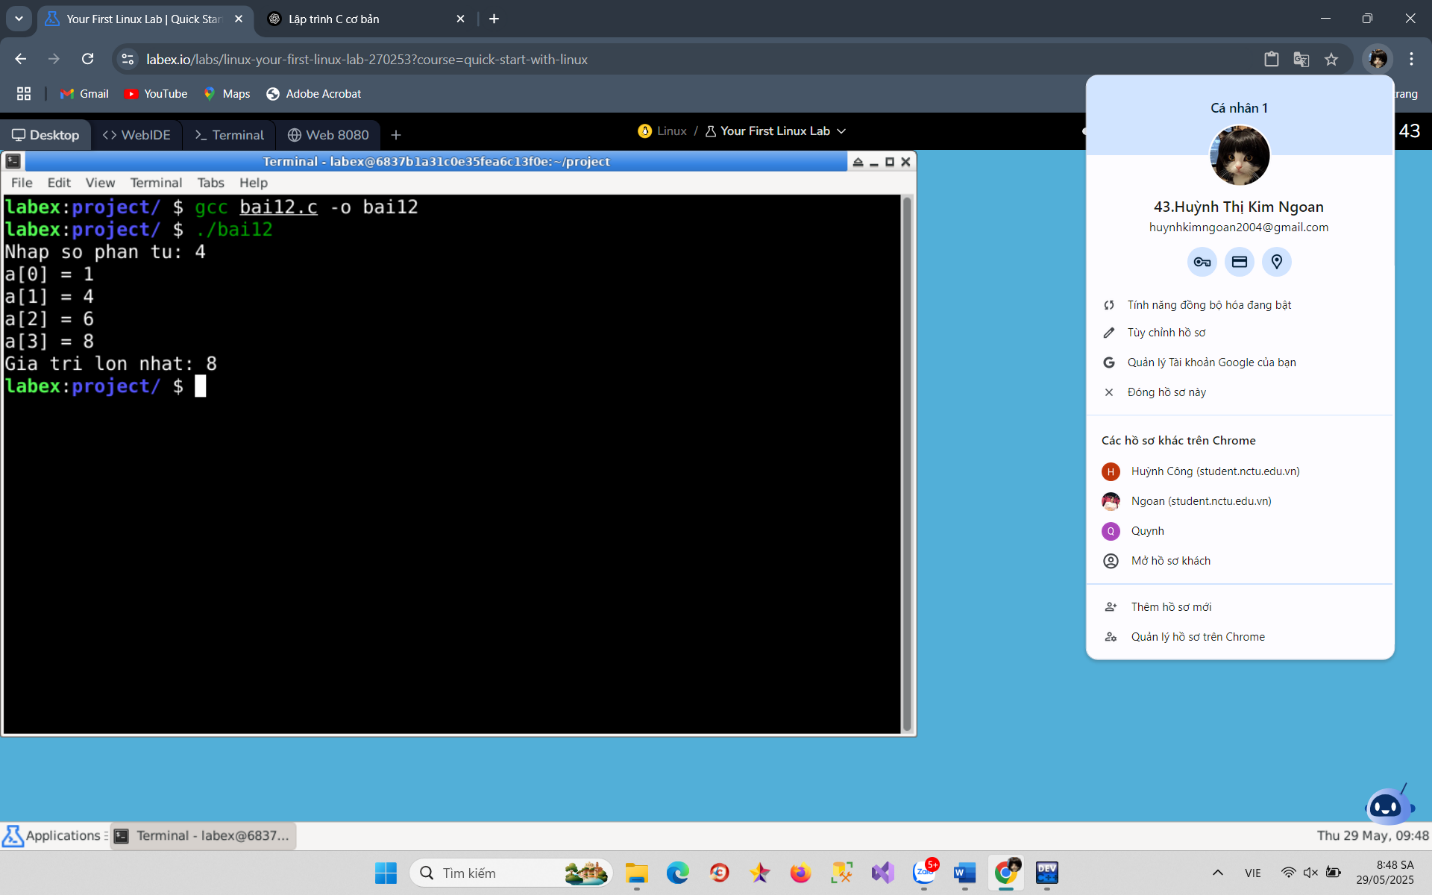 Your First Linux Lab | Quick Star
Lập trình C cơ bản
labex.io/labs/linux-your-first-linux-lab-270253?course=quick-start-with-linux
Gmail
YouTube
Maps
Adobe Acrobat
trang
Desktop
WebIDE
Terminal
Web 8080
Linux / Your First Linux Lab
43
Terminal - labex@6837b1a31c0e35fea6c13f0e:~/project
File Edit View Terminal Tabs Help
labex:project/ $ gcc bai12.c -o bai12
labex:project/ $ ./bai12
Nhap so phan tu: 4
a[0] = 1
a[1] = 4
a[2] = 6
a[3] = 8
Gia tri lon nhat: 8
labex:project/ $
Cá nhân 1
43.Huỳnh Thị Kim Ngoan
huynhkimngoan2004@gmail.com
Tính năng đồng bộ hóa đang bật
Tùy chỉnh hồ sơ
Quản lý Tài khoản Google của bạn
Đóng hồ sơ này
Các hồ sơ khác trên Chrome
H Huỳnh Công (student.nctu.edu.vn)
Ngoan (student.nctu.edu.vn)
Q Quynh
Mở hồ sơ khách
Thêm hồ sơ mới
Quản lý hồ sơ trên Chrome
Applications
Terminal - labex@6837...
Thu 29 May, 09:48
Tìm kiếm
Zalo
5+
W
DEV
VIE
8:48 SA
29/05/2025